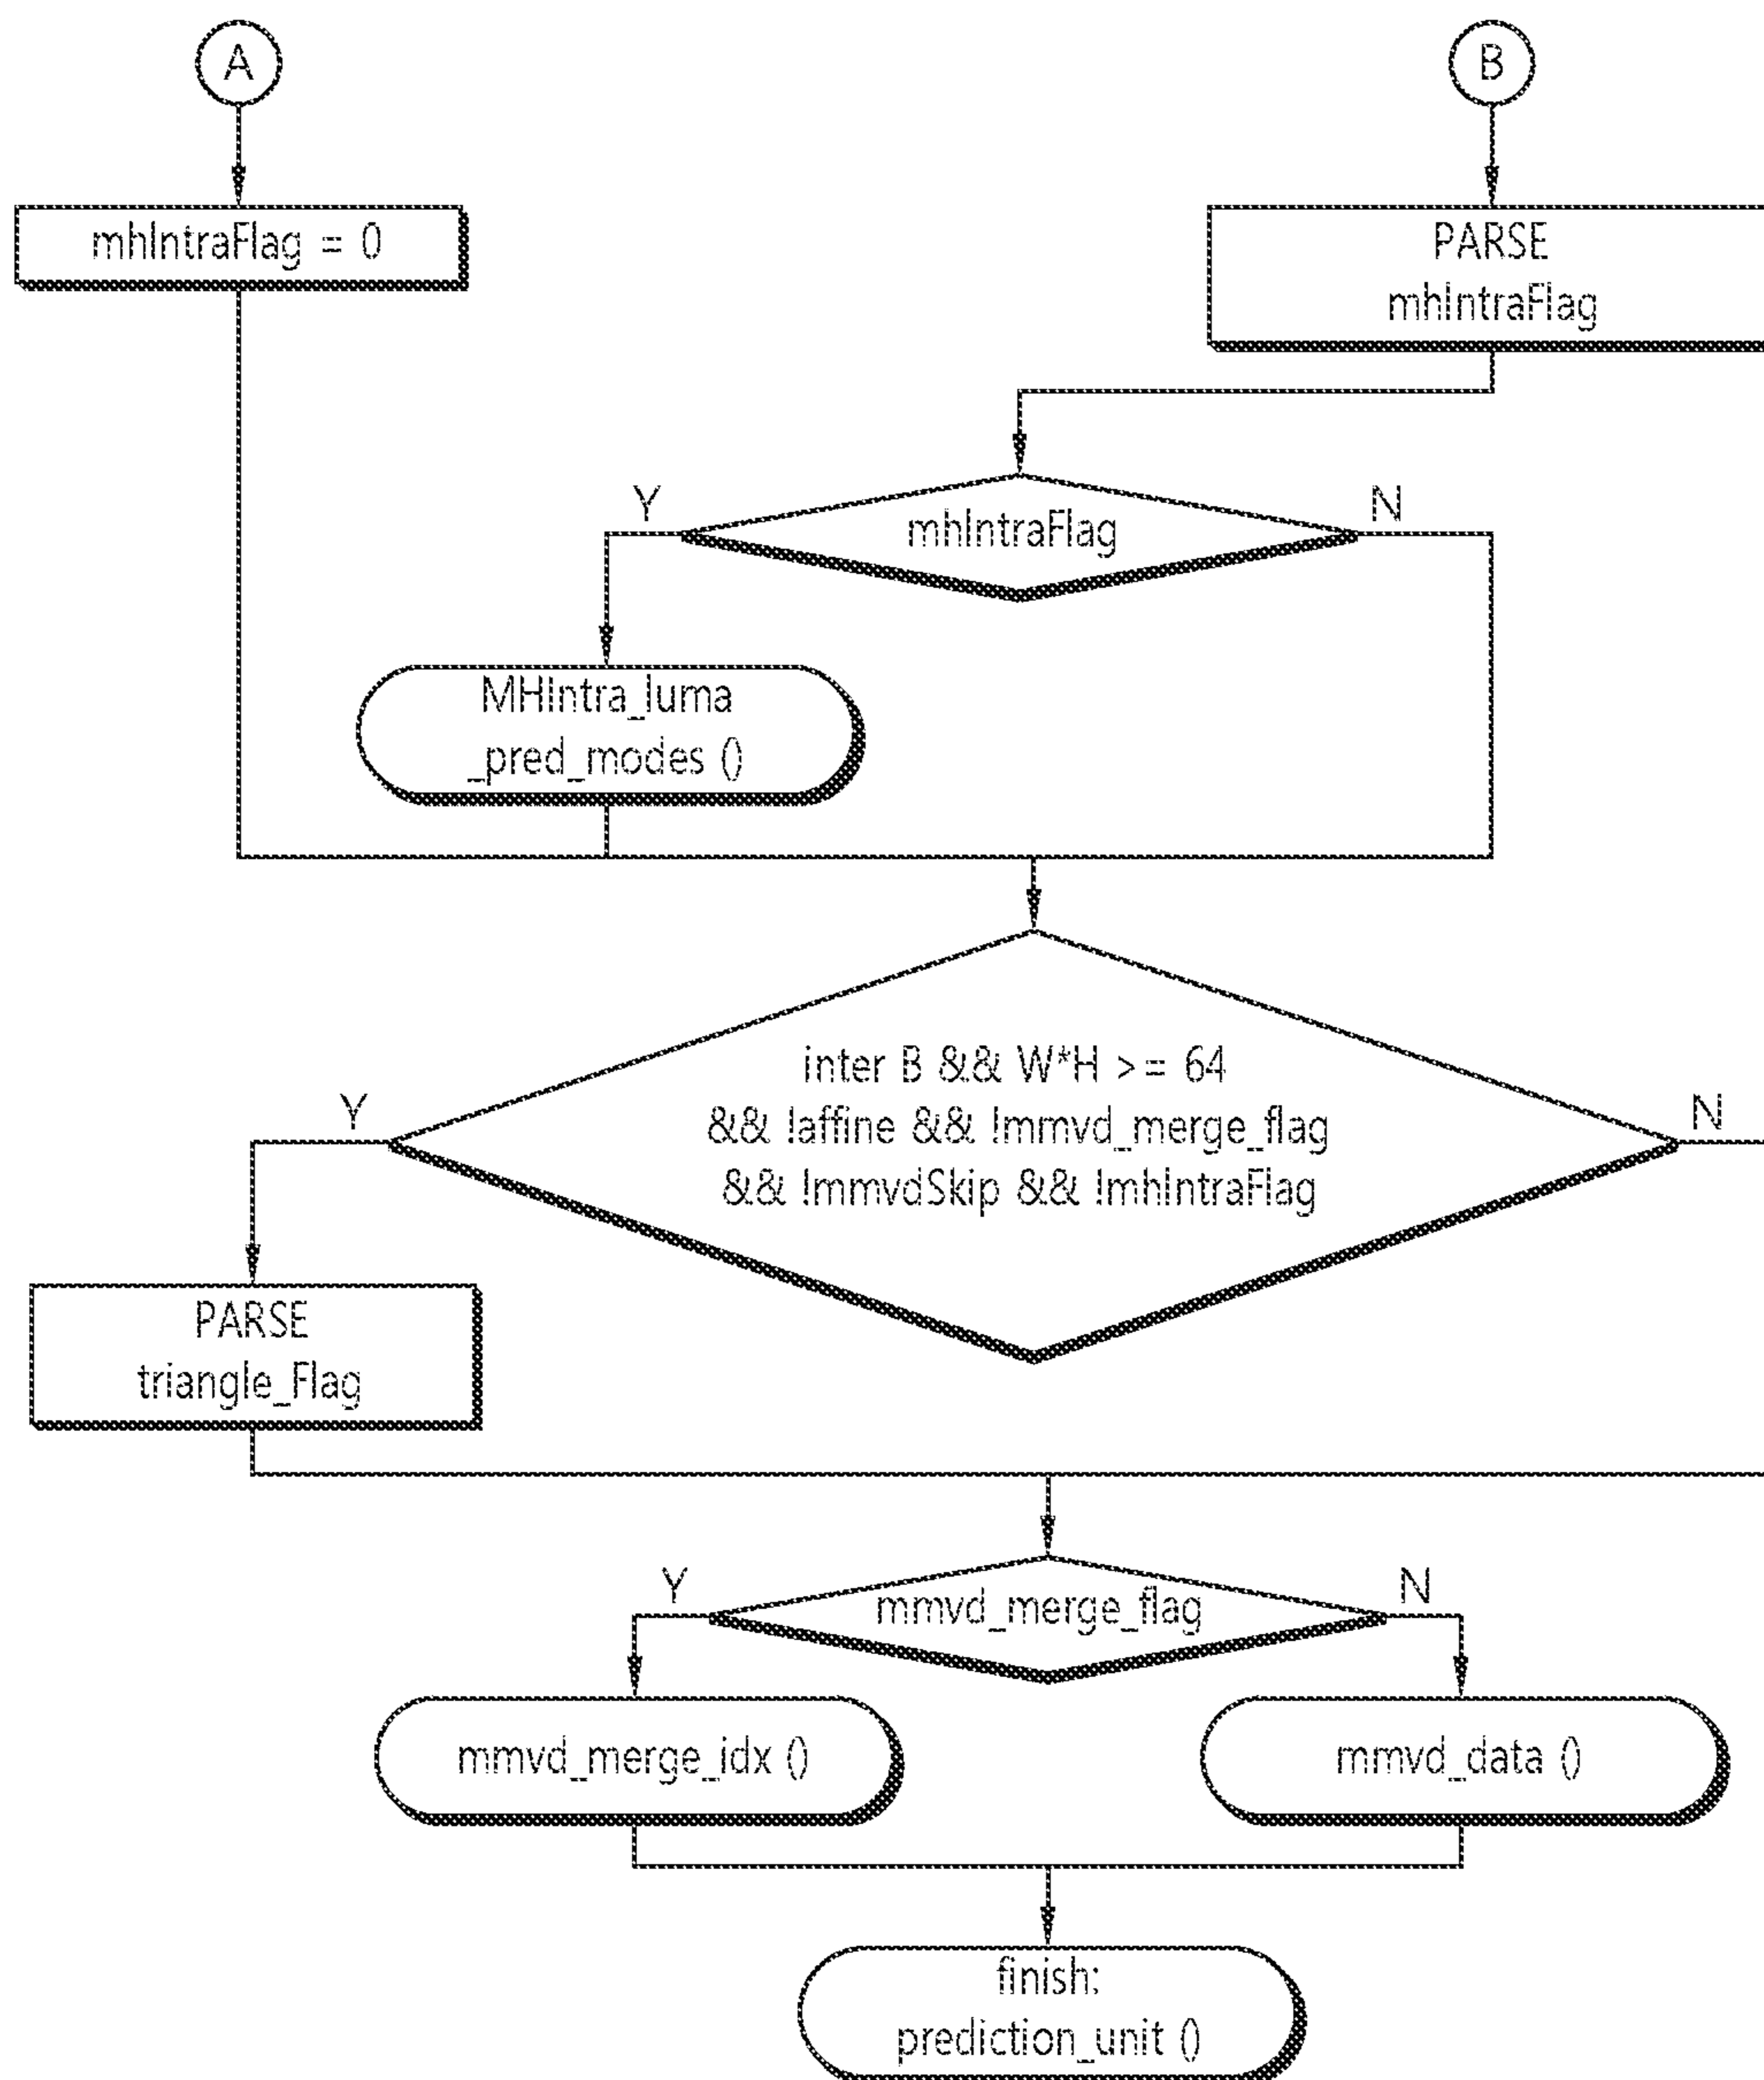 A
B
mhIntraFlag = 0
PARSE
mhIntraFlag
Y
mhIntraFlag
N
MHIntra_luma
_pred_modes ()
inter B && W*H >= 64
&& !affine && !mmvd_merge_flag
&& !mmvdSkip && !mhIntraFlag
Y
N
PARSE
triangle_Flag
Y
mmvd_merge_flag
N
mmvd_merge_idx ()
mmvd_data ()
finish:
prediction_unit ()